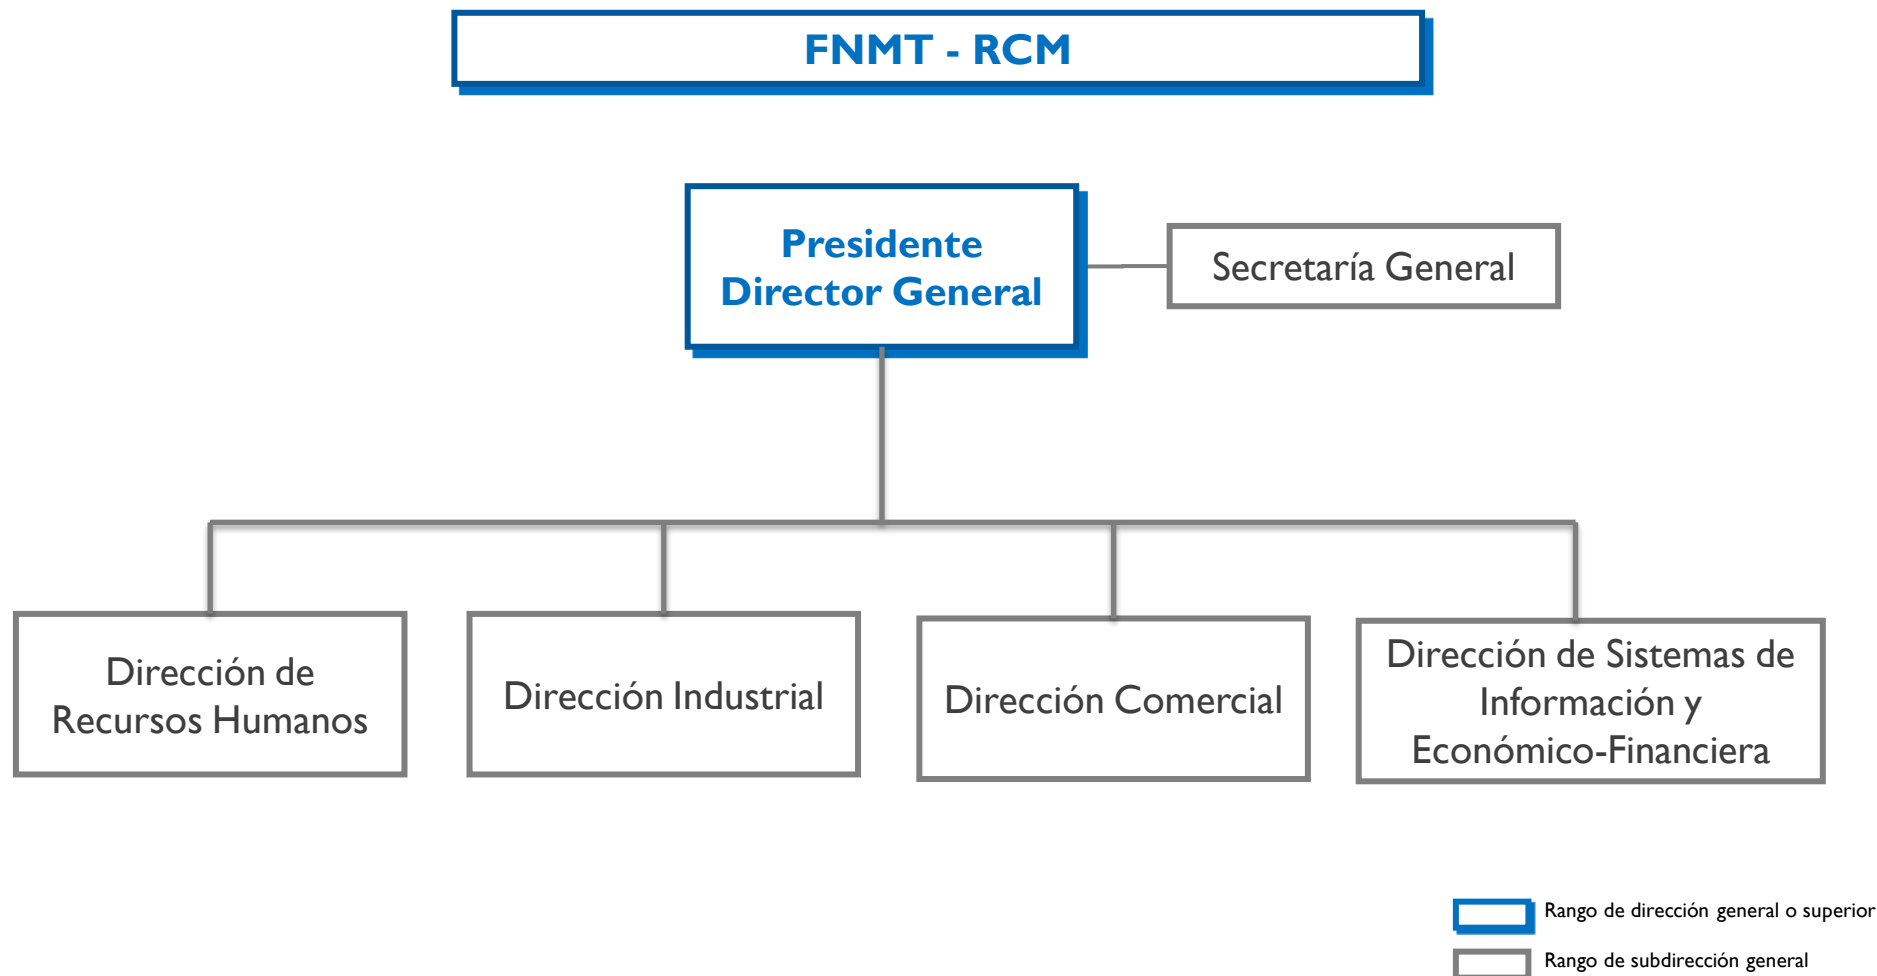 FNMT - RCM
Presidente
Director General
Secretaría General
Dirección de
Recursos Humanos
Dirección Industrial
Dirección Comercial
Dirección de Sistemas de
Información y
Económico-Financiera
Rango de dirección general o superior
Rango de subdirección general